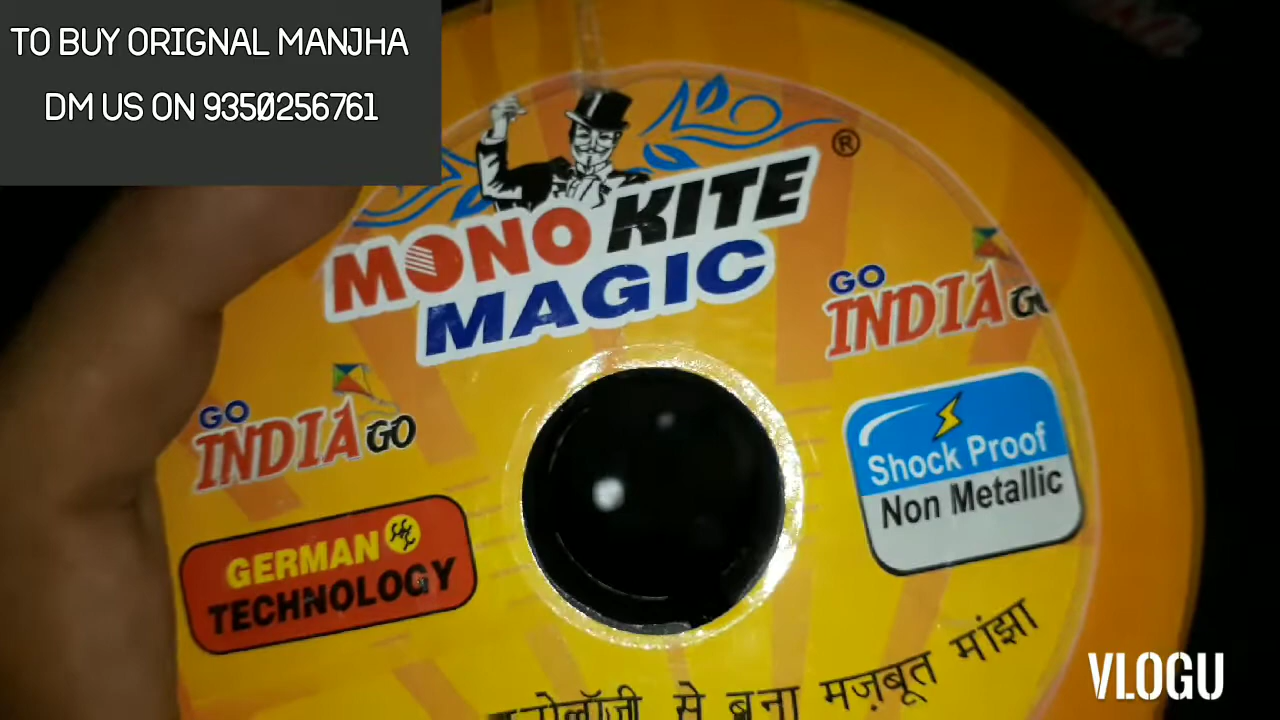 TO BUY ORIGNAL MANJHA
DM US ON 9350256761
MONO KITE ®
MAGIC
GO
INDIA
GO
INDIA GO
Shock Proof
Non Metallic
GERMAN
TECHNOLOGY
से बना मज़बूत मांझा
VLOGU